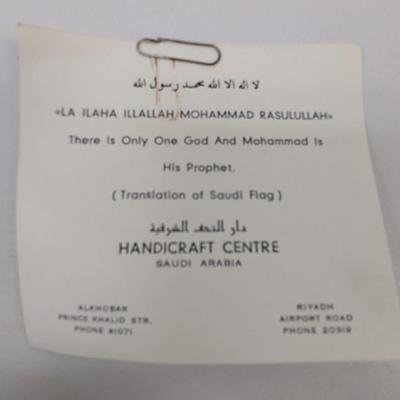 لا اله الا الله محمد رسول الله
«LA ILAHA ILLALLAH MOHAMMAD RASULULLAH»
There Is Only One God And Mohammad Is
His Prophet.
( Translation of Saudi Flag )
دار التحف الشرقية
HANDICRAFT CENTRE
SAUDI ARABIA
ALKHOBAR
PRINCE KHALID STR.
PHONE 41071
RIYADH
AIRPORT ROAD
PHONE 20319